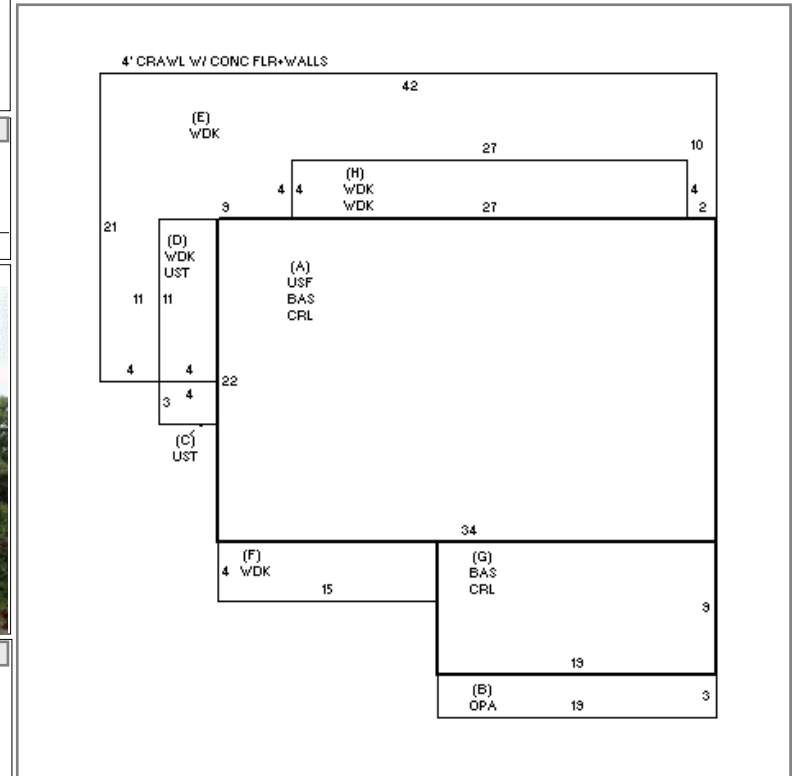 4' CRAWL W/ CONC FLR+WALLS
42
(E)
WDK
10
27
(H)
4 4 WDK 4
WDK
9 27 2
21
(D)
WDK
UST
(A)
USF
BAS
CRL
11 11
4 4
22
3 4
(C)
UST
34
(F)
4 WDK
15
(G)
BAS
CRL
9
19
(B)
OPA
19
3